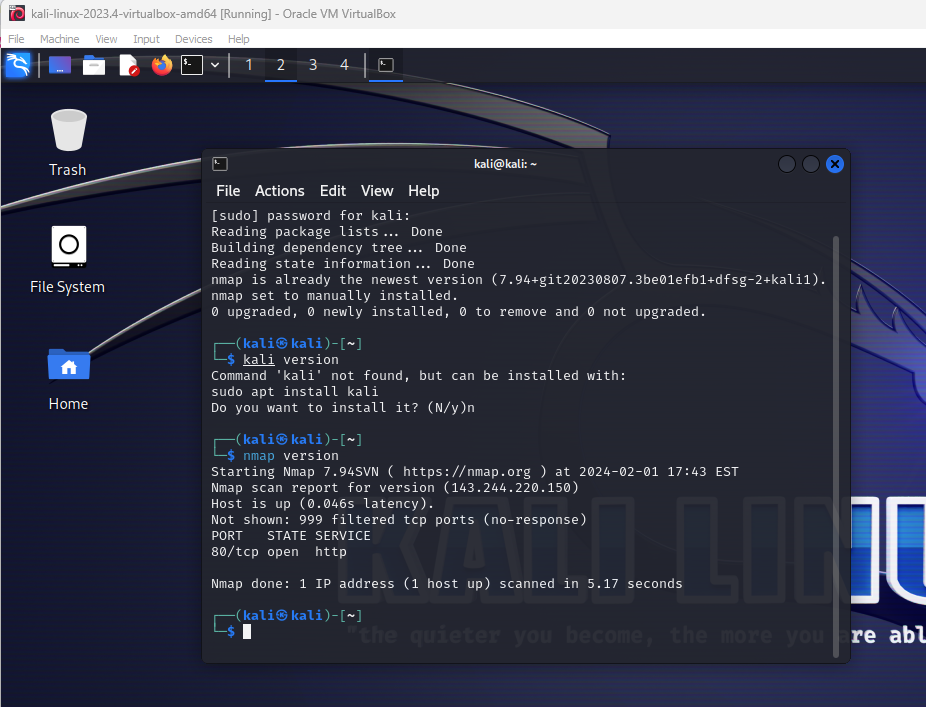 kali-linux-2023.4-virtualbox-amd64 [Running] - Oracle VM VirtualBox
File Machine View Input Devices Help
1 2 3 4
Trash
File System
Home
kali@kali: ~
File Actions Edit View Help
[sudo] password for kali:
Reading package lists... Done
Building dependency tree... Done
Reading state information... Done
nmap is already the newest version (7.94+git20230807.3be01efb1+dfsg-2+kali1).
nmap set to manually installed.
0 upgraded, 0 newly installed, 0 to remove and 0 not upgraded.
┌──(kali㉿kali)-[~]
└─$ kali version
Command 'kali' not found, but can be installed with:
sudo apt install kali
Do you want to install it? (N/y)n
┌──(kali㉿kali)-[~]
└─$ nmap version
Starting Nmap 7.94SVN ( https://nmap.org ) at 2024-02-01 17:43 EST
Nmap scan report for version (143.244.220.150)
Host is up (0.046s latency).
Not shown: 999 filtered tcp ports (no-response)
PORT   STATE SERVICE
80/tcp open  http
Nmap done: 1 IP address (1 host up) scanned in 5.17 seconds
┌──(kali㉿kali)-[~]
└─$
KALI LINU
"the quieter you become, the more you are abl